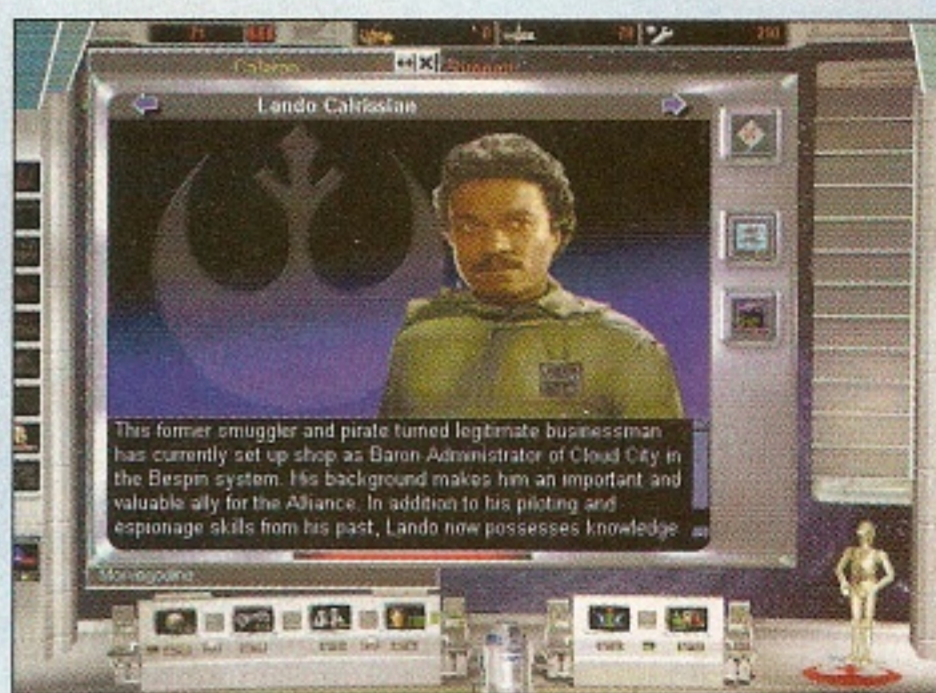 Lando Calrissian
This former smuggler and pirate turned legitimate businessman
has currently set up shop as Baron Administrator of Cloud City in
the Bespin system. His background makes him an important and
valuable ally for the Alliance. In addition to his piloting and
espionage skills from his past, Lando now possesses knowledge